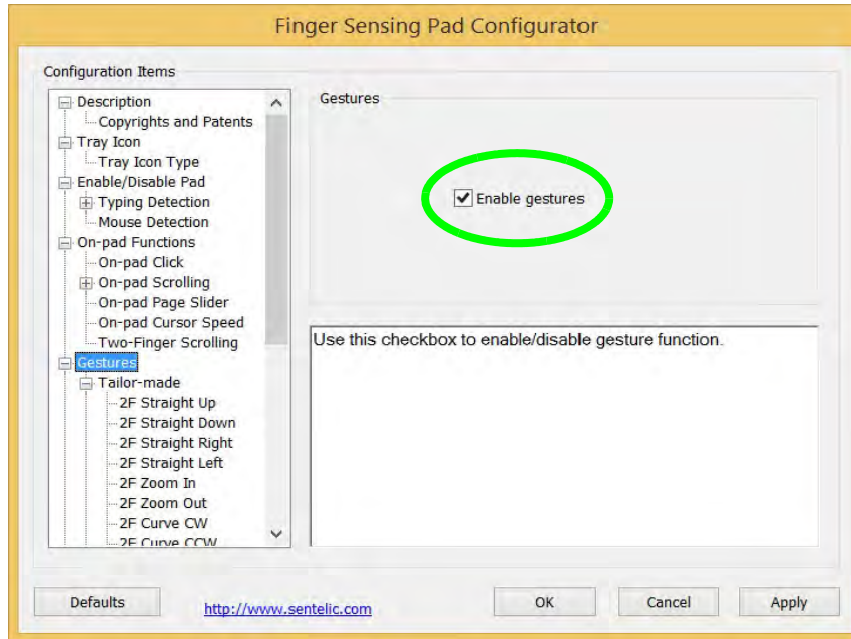 Finger Sensing Pad Configurator
Configuration Items
Description
Copyrights and Patents
Tray Icon
Tray Icon Type
Enable/Disable Pad
Typing Detection
Mouse Detection
On-pad Functions
On-pad Click
On-pad Scrolling
On-pad Page Slider
On-pad Cursor Speed
Two-Finger Scrolling
Gestures
Tailor-made
2F Straight Up
2F Straight Down
2F Straight Right
2F Straight Left
2F Zoom In
2F Zoom Out
2F Curve CW
2F Curve CCW
Gestures
Enable gestures
Use this checkbox to enable/disable gesture function.
Defaults
http://www.sentelic.com
OK
Cancel
Apply